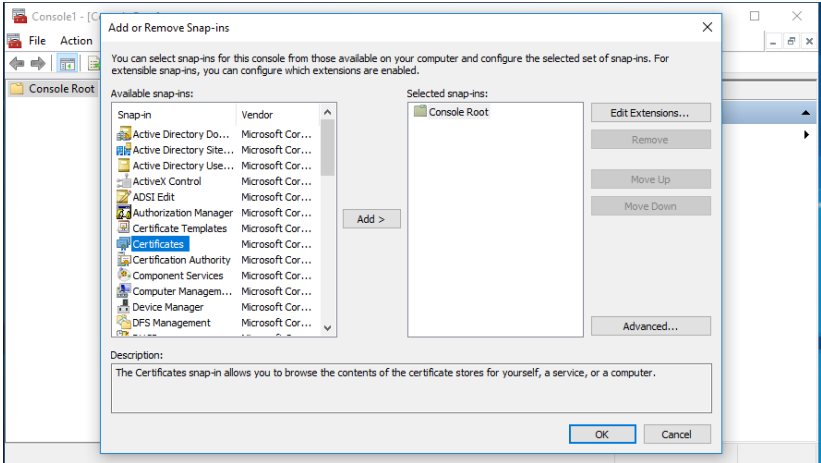 Console1 - [C
Add or Remove Snap-ins
File Action
You can select snap-ins for this console from those available on your computer and configure the selected set of snap-ins. For
extensible snap-ins, you can configure which extensions are enabled.
Console Root
Available snap-ins:
Snap-in Vendor
Active Directory Do... Microsoft Cor...
Active Directory Site... Microsoft Cor...
Active Directory Use... Microsoft Cor...
ActiveX Control Microsoft Cor...
ADSI Edit Microsoft Cor...
Authorization Manager Microsoft Cor...
Certificate Templates Microsoft Cor...
Certificates Microsoft Cor...
Certification Authority Microsoft Cor...
Component Services Microsoft Cor...
Computer Managem... Microsoft Cor...
Device Manager Microsoft Cor...
DFS Management Microsoft Cor...
Add >
Selected snap-ins:
Console Root
Edit Extensions...
Remove
Move Up
Move Down
Advanced...
Description:
The Certificates snap-in allows you to browse the contents of the certificate stores for yourself, a service, or a computer.
OK Cancel